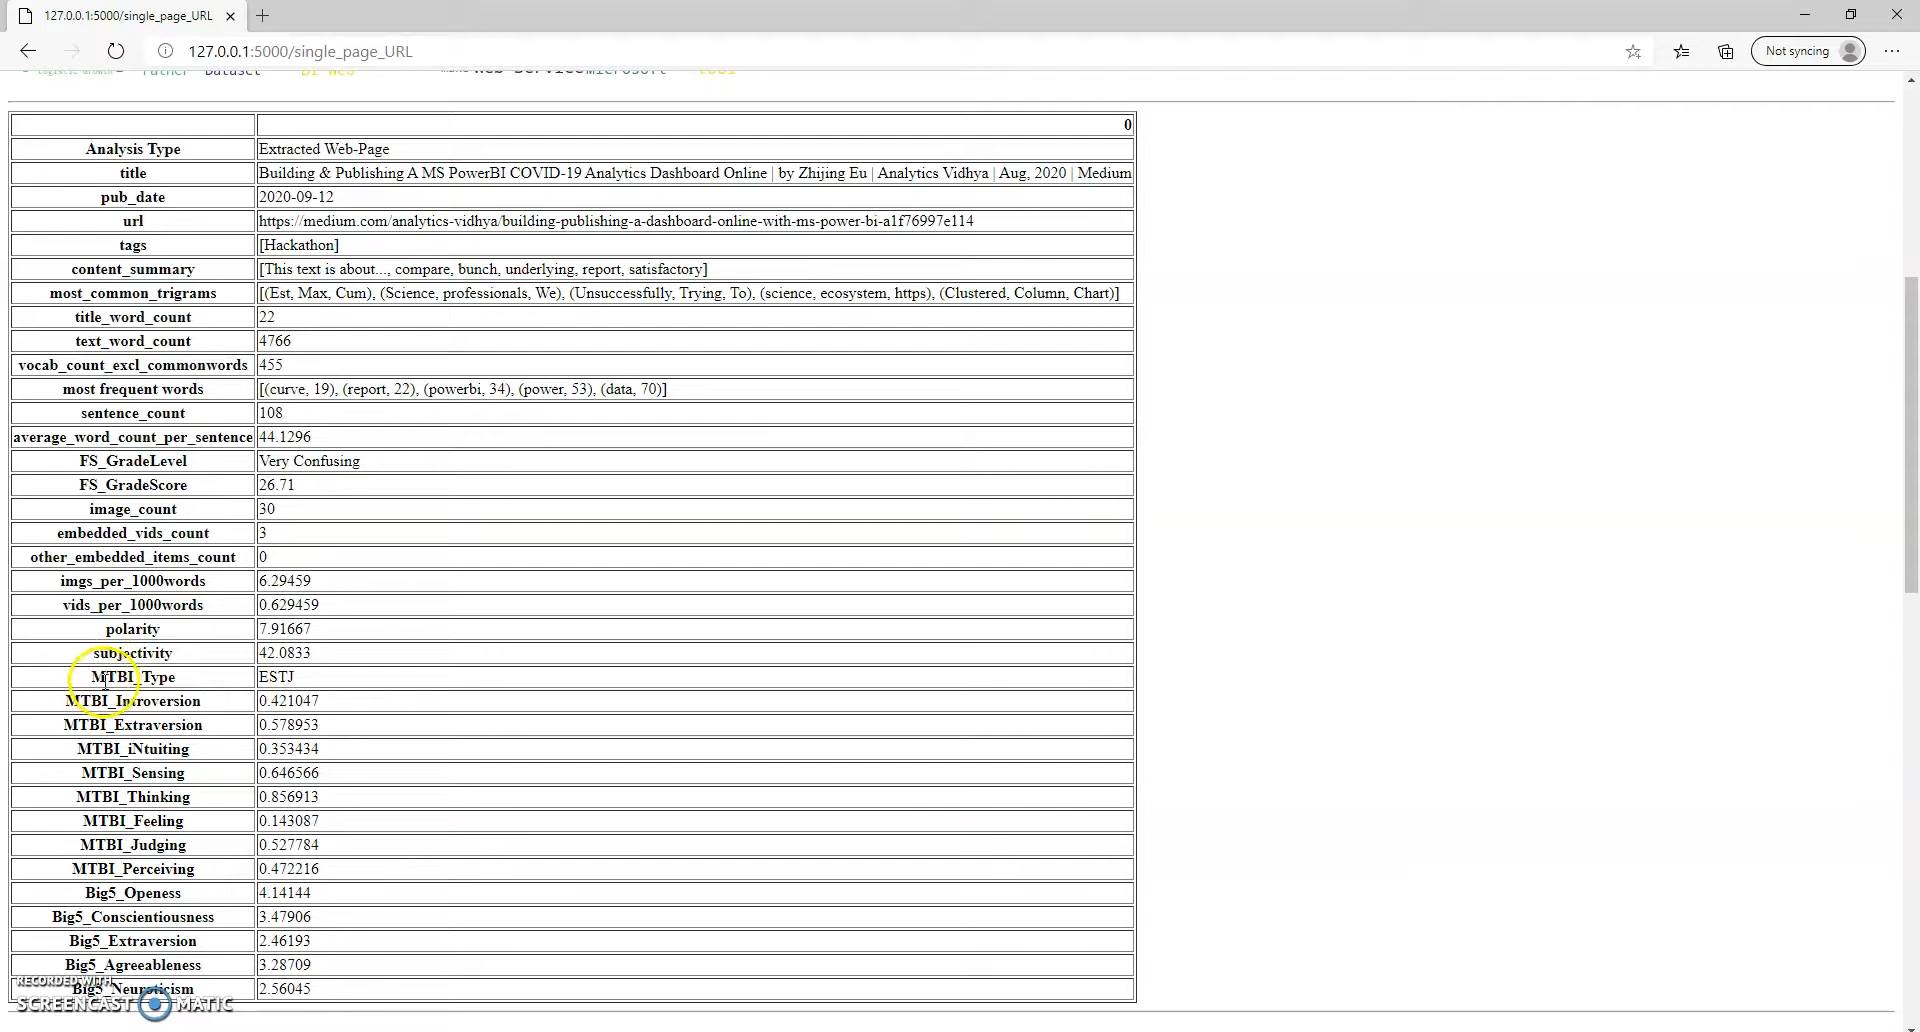 127.0.0.1:5000/single_page_URL
127.0.0.1:5000/single_page_URL
Not syncing
Father Dataset Web Service Microsoft tool
0
Analysis Type Extracted Web-Page
title Building & Publishing A MS PowerBI COVID-19 Analytics Dashboard Online | by Zhijing Eu | Analytics Vidhya | Aug, 2020 | Medium
pub_date 2020-09-12
url https://medium.com/analytics-vidhya/building-publishing-a-dashboard-online-with-ms-power-bi-a1f76997e114
tags [Hackathon]
content_summary [This text is about..., compare, bunch, underlying, report, satisfactory]
most_common_trigrams [(Est, Max, Cum), (Science, professionals, We), (Unsuccessfully, Trying, To), (science, ecosystem, https), (Clustered, Column, Chart)]
title_word_count 22
text_word_count 4766
vocab_count_excl_commonwords 455
most frequent words [(curve, 19), (report, 22), (powerbi, 34), (power, 53), (data, 70)]
sentence_count 108
average_word_count_per_sentence 44.1296
FS_GradeLevel Very Confusing
FS_GradeScore 26.71
image_count 30
embedded_vids_count 3
other_embedded_items_count 0
imgs_per_1000words 6.29459
vids_per_1000words 0.629459
polarity 7.91667
subjectivity 42.0833
MTBI_Type ESTJ
MTBI_Introversion 0.421047
MTBI_Extraversion 0.578953
MTBI_iNtuiting 0.353434
MTBI_Sensing 0.646566
MTBI_Thinking 0.856913
MTBI_Feeling 0.143087
MTBI_Judging 0.527784
MTBI_Perceiving 0.472216
Big5_Openess 4.14144
Big5_Conscientiousness 3.47906
Big5_Extraversion 2.46193
Big5_Agreeableness 3.28709
Big5_Neuroticism 2.56045
RECORDED WITH
SCREENCAST MATIC